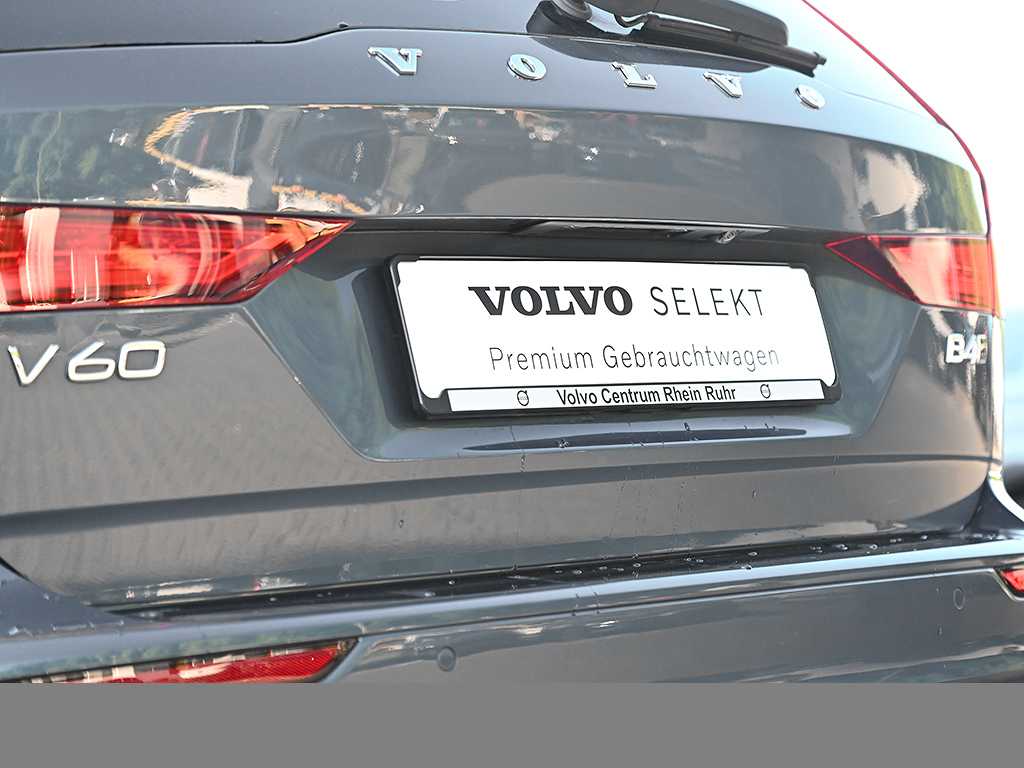 VOLVO
VOLVO SELEKT
Premium Gebrauchtwagen
Volvo Centrum Rhein Ruhr
V60
B4